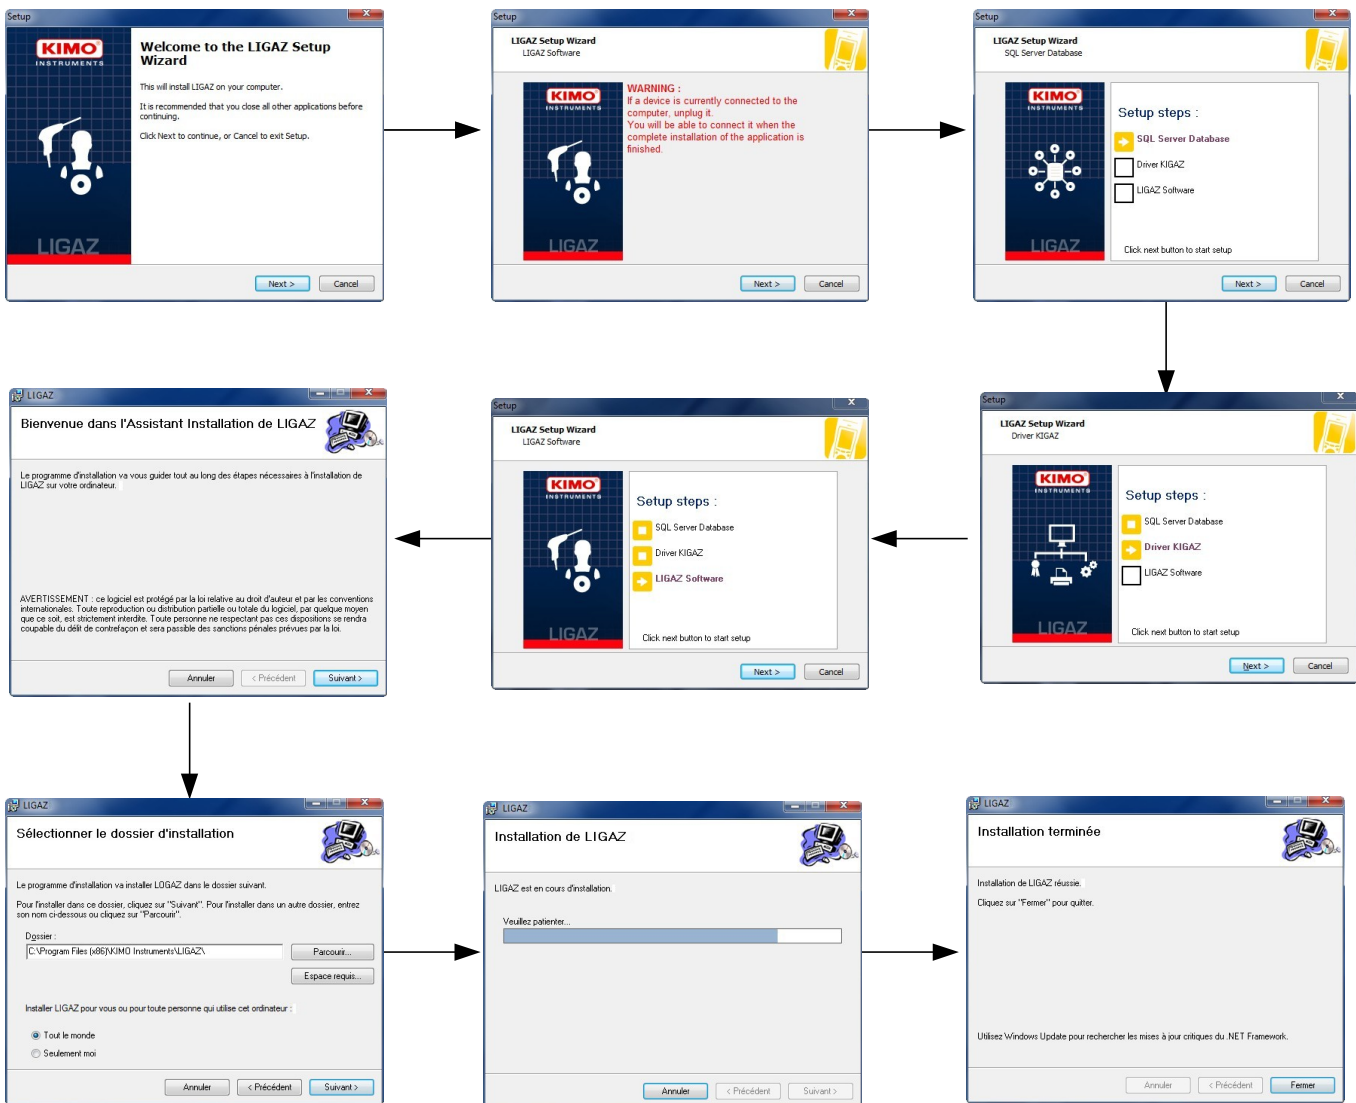 Setup
KIMO
INSTRUMENTS
LIGAZ
Welcome to the LIGAZ Setup
Wizard
This will install LIGAZ on your computer.
It is recommended that you close all other applications before
continuing.
Click Next to continue, or Cancel to exit Setup.
Next >
Cancel
Setup
LIGAZ Setup Wizard
LIGAZ Software
KIMO
INSTRUMENTS
LIGAZ
WARNING :
If a device is currently connected to the
computer, unplug it.
You will be able to connect it when the
complete installation of the application is
finished.
Next >
Cancel
Setup
LIGAZ Setup Wizard
SQL Server Database
KIMO
INSTRUMENTS
LIGAZ
Setup steps :
SQL Server Database
Driver KIGAZ
LIGAZ Software
Click next button to start setup
Next >
Cancel
Setup
LIGAZ Setup Wizard
Driver KIGAZ
KIMO
INSTRUMENTS
LIGAZ
Setup steps :
SQL Server Database
Driver KIGAZ
LIGAZ Software
Click next button to start setup
Next >
Cancel
Setup
LIGAZ Setup Wizard
LIGAZ Software
KIMO
INSTRUMENTS
LIGAZ
Setup steps :
SQL Server Database
Driver KIGAZ
LIGAZ Software
Click next button to start setup
Next >
Cancel
LIGAZ
Bienvenue dans l'Assistant Installation de LIGAZ
Le programme d'installation va vous guider tout au long des étapes nécessaires à l'installation de
LIGAZ sur votre ordinateur.
AVERTISSEMENT : ce logiciel est protégé par la loi relative au droit d'auteur et par les conventions
internationales. Toute reproduction ou distribution partielle ou totale du logiciel, par quelque moyen
que ce soit, est strictement interdite. Toute personne ne respectant pas ces dispositions se rendra
coupable du délit de contrefaçon et sera passible des sanctions pénales prévues par la loi.
Annuler
< Précédent
Suivant >
LIGAZ
Sélectionner le dossier d'installation
Le programme d'installation va installer LOGAZ dans le dossier suivant.
Pour l'installer dans ce dossier, cliquez sur "Suivant". Pour l'installer dans un autre dossier, entrez
son nom ci-dessous ou cliquez sur "Parcourir".
Dossier :
C:\Program Files (x86)\KIMO Instruments\LIGAZ\
Parcourir...
Espace requis...
Installer LIGAZ pour vous ou pour toute personne qui utilise cet ordinateur :
Tout le monde
Seulement moi
Annuler
< Précédent
Suivant >
LIGAZ
Installation de LIGAZ
LIGAZ est en cours d'installation.
Veuillez patienter...
Annuler
< Précédent
Suivant >
LIGAZ
Installation terminée
Installation de LIGAZ réussie.
Cliquez sur "Fermer" pour quitter.
Utilisez Windows Update pour rechercher les mises à jour critiques du .NET Framework.
Annuler
< Précédent
Fermer